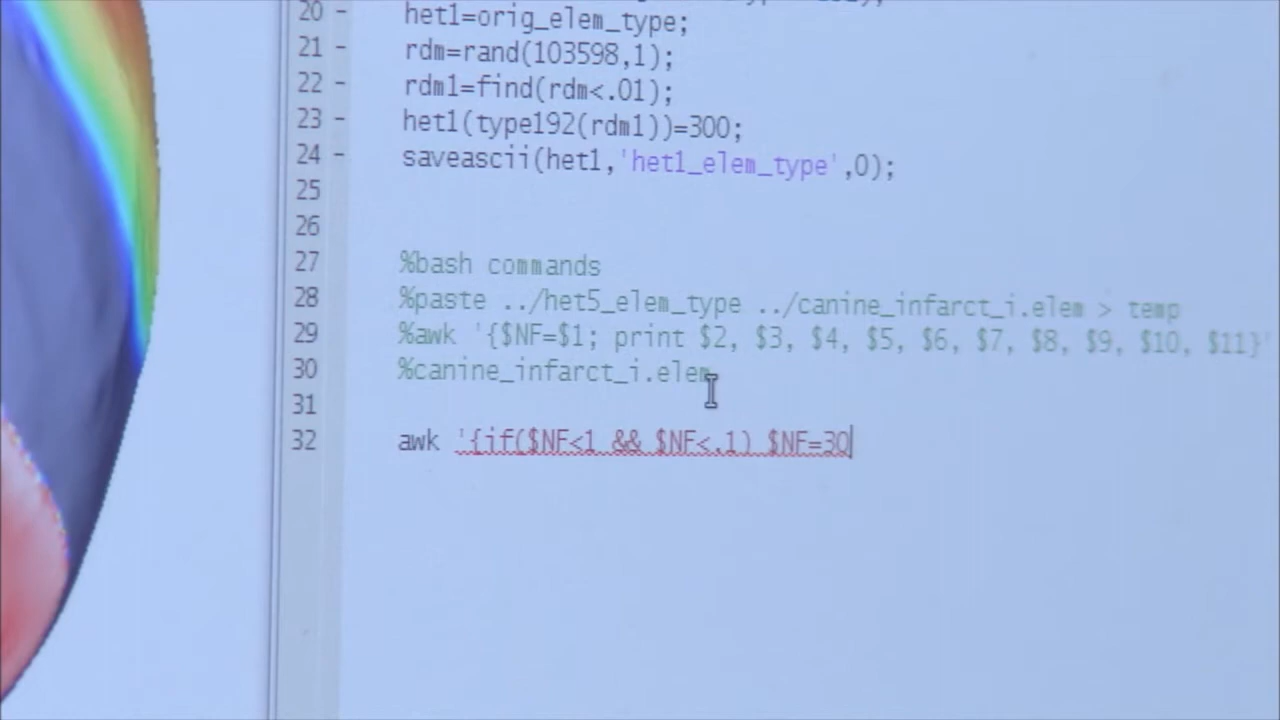 20 - het1=orig_elem_type;
21 - rdm=rand(103598,1);
22 - rdm1=find(rdm<.01);
23 - het1(type192(rdm1))=300;
24 - saveascii(het1,'het1_elem_type',0);
25
26
27 %bash commands
28 %paste ../het5_elem_type ../canine_infarct_i.elem > temp
29 %awk '{$NF=$1; print $2, $3, $4, $5, $6, $7, $8, $9, $10, $11}'
30 %canine_infarct_i.elem
31
32 awk '{if($NF<1 && $NF<.1) $NF=30